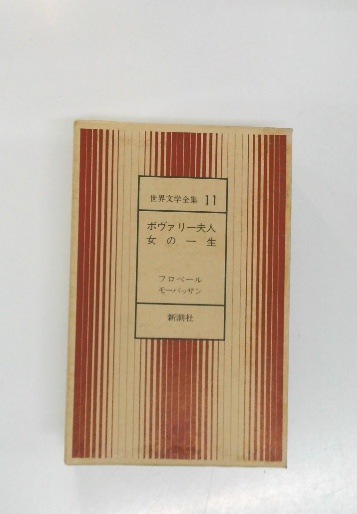 世界文学全集 11
ボヴァリー夫人
女の一生
フロベール
モーパッサン
新潮社